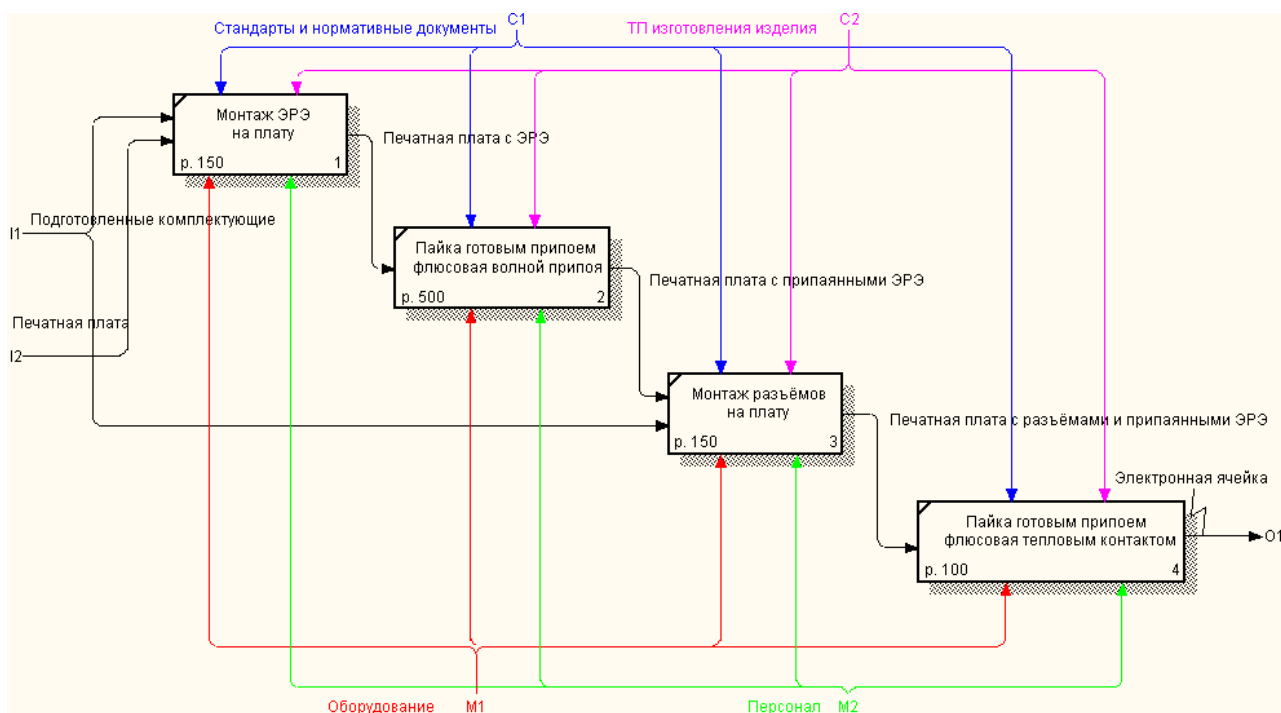 C1
C2
Стандарты и нормативные документы
ТП изготовления изделия
Монтаж ЭРЭ
на плату
р. 150
1
Печатная плата с ЭРЭ
Подготовленные комплектующие
I1
Пайка готовым припоем
флюсовая волной припоя
р. 500
2
Печатная плата с припаянными ЭРЭ
Печатная плата
I2
Монтаж разъёмов
на плату
р. 150
3
Печатная плата с разъёмами и припаянными ЭРЭ
Электронная ячейка
Пайка готовым припоем
флюсовая тепловым контактом
р. 100
4
O1
Оборудование
M1
Персонал
M2